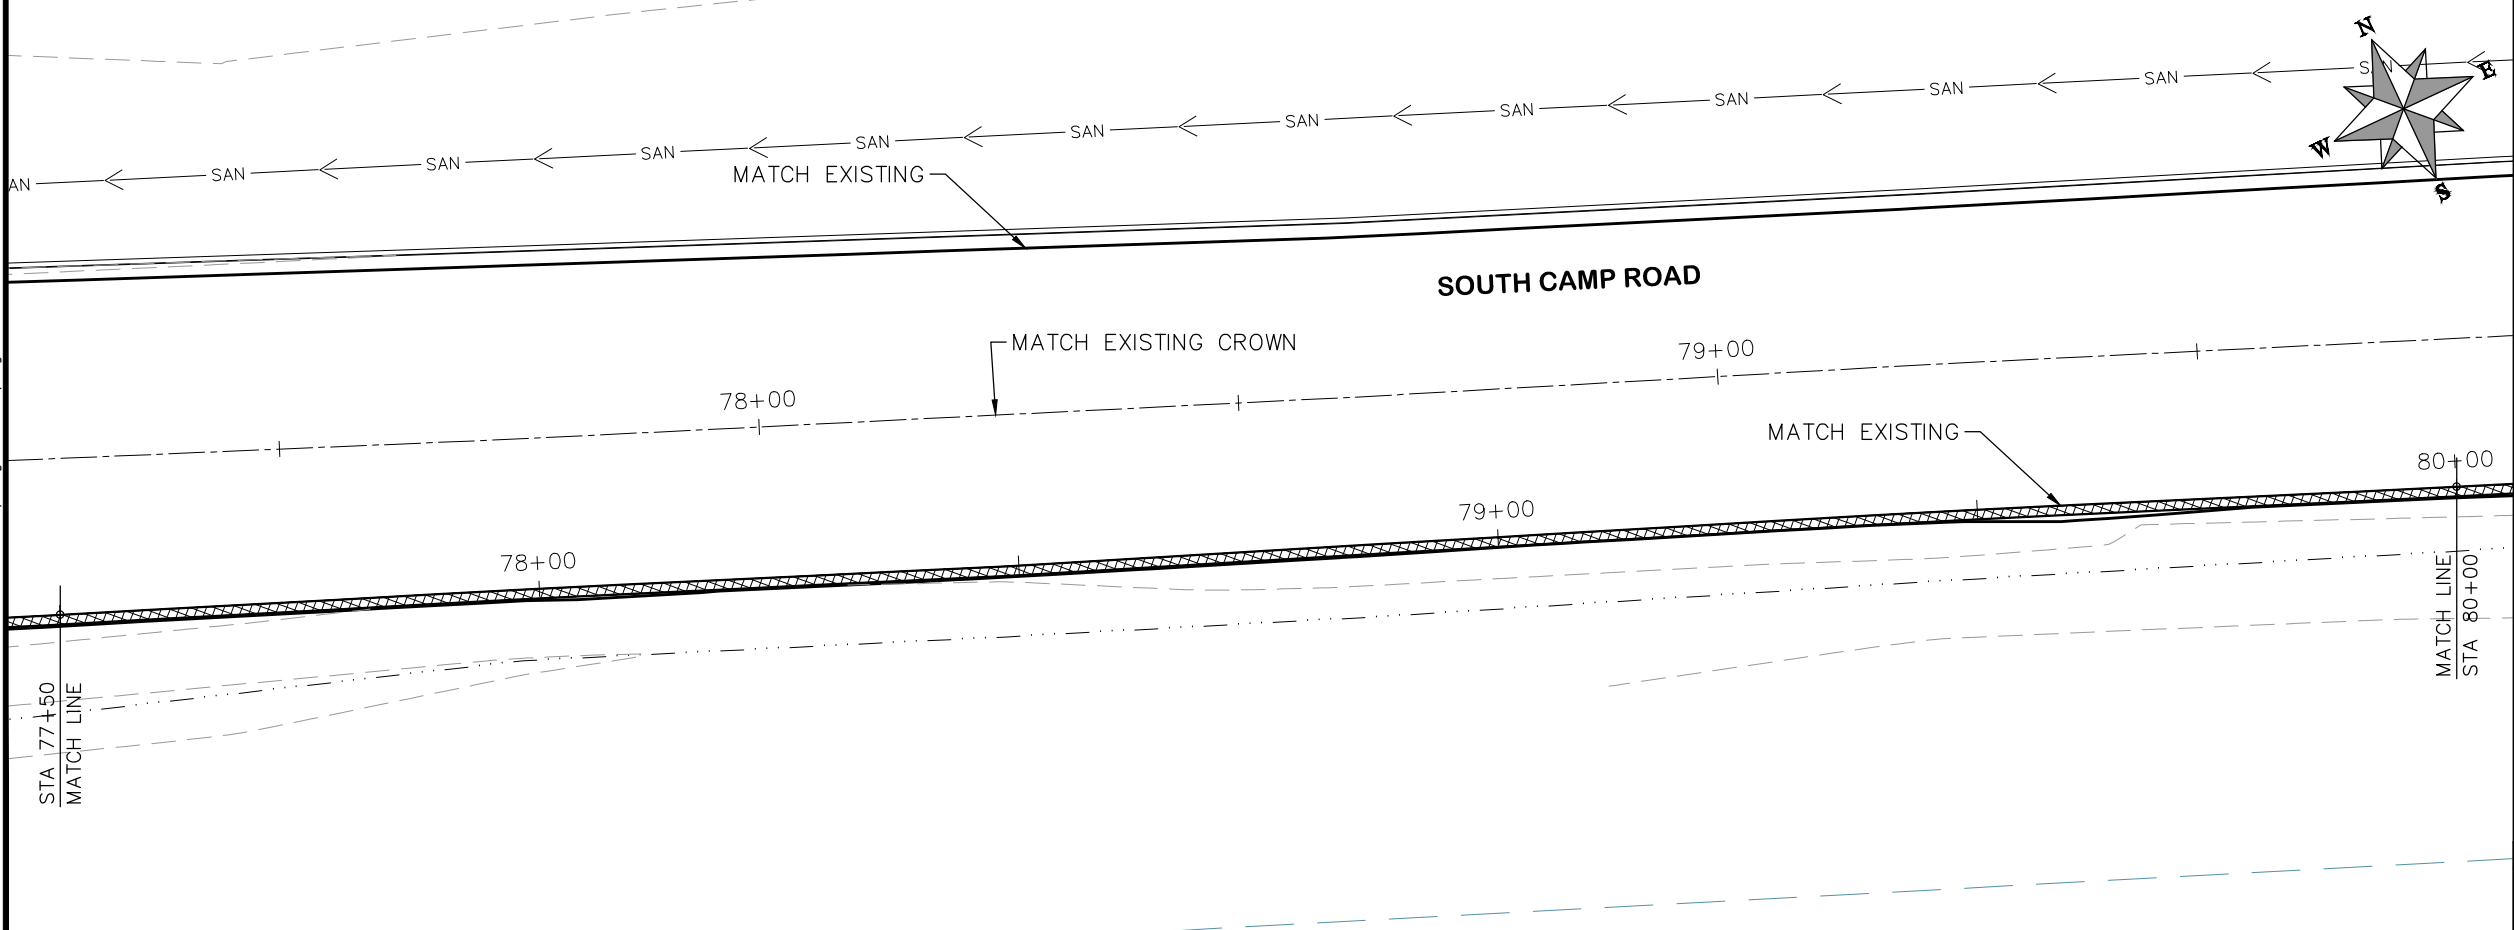 N
E
W
S
SAN
SAN
SAN
SAN
SAN
SAN
SAN
SAN
SAN
SAN
SAN
AN
MATCH EXISTING
SOUTH CAMP ROAD
MATCH EXISTING CROWN
79+00
78+00
MATCH EXISTING
80+00
79+00
78+00
MATCH LINE
STA 80+00
STA 77+50
MATCH LINE